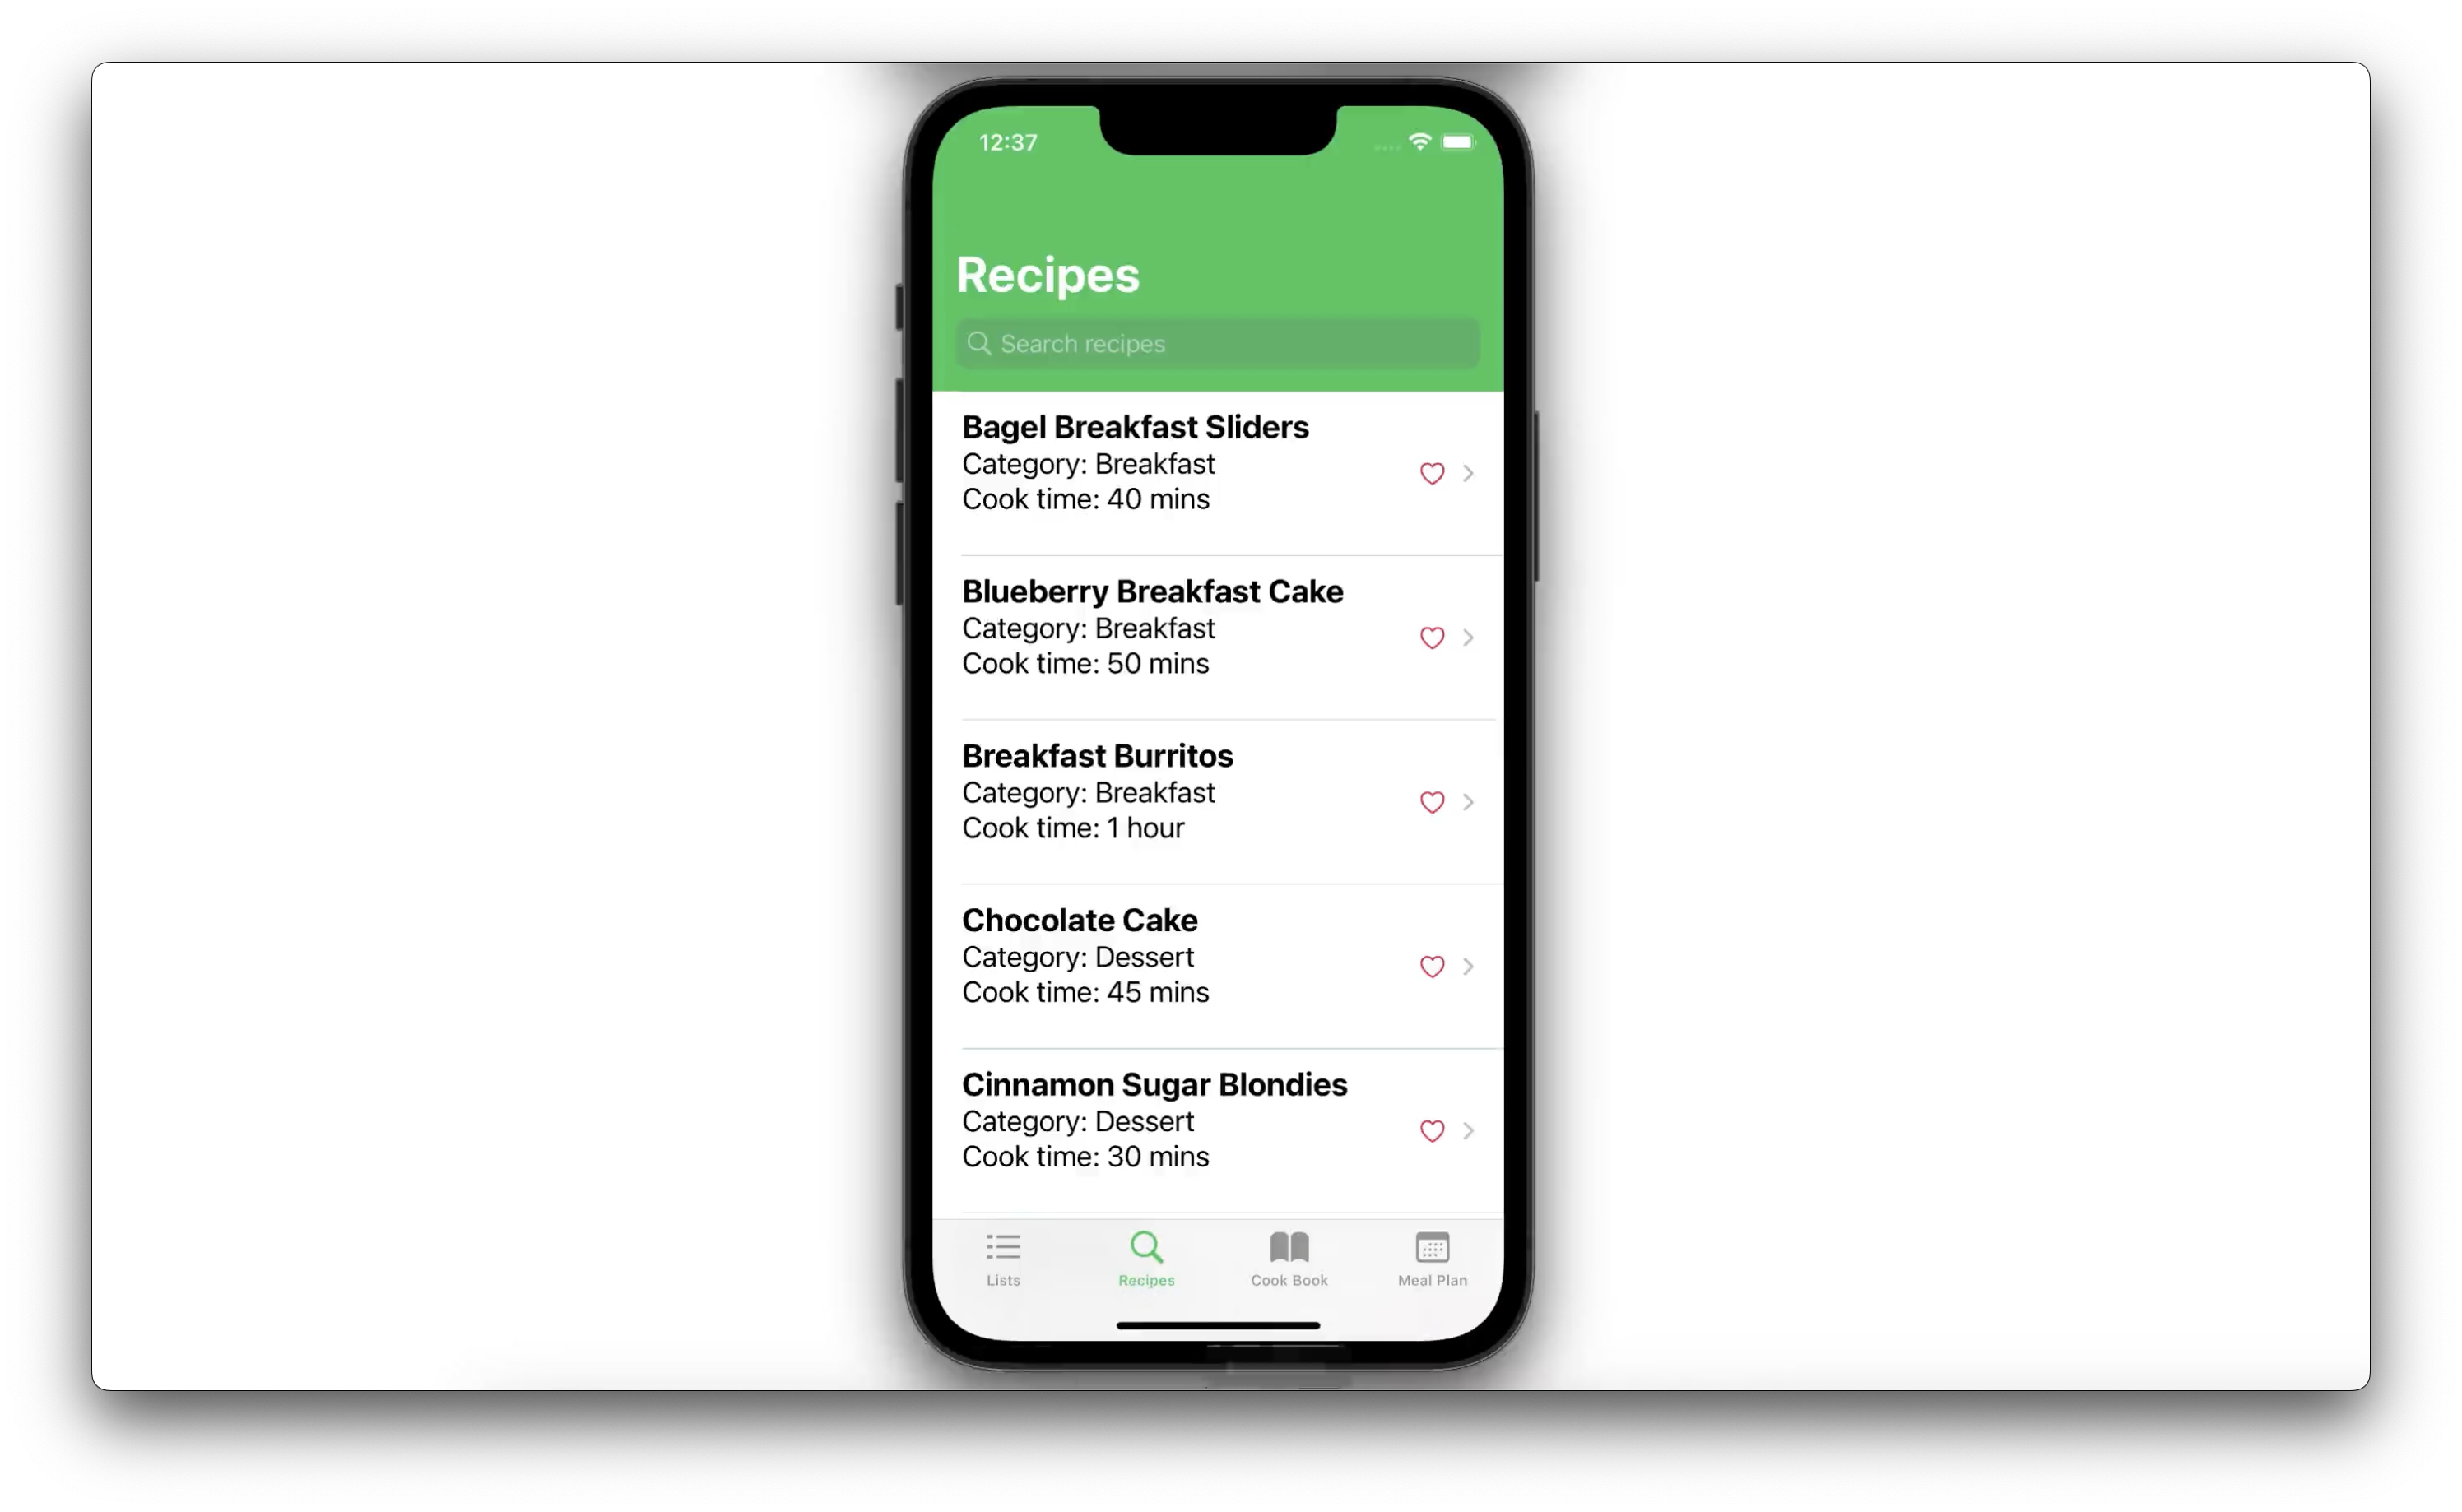 12:37
Recipes
Search recipes
Bagel Breakfast Sliders
Category: Breakfast
Cook time: 40 mins
Blueberry Breakfast Cake
Category: Breakfast
Cook time: 50 mins
Breakfast Burritos
Category: Breakfast
Cook time: 1 hour
Chocolate Cake
Category: Dessert
Cook time: 45 mins
Cinnamon Sugar Blondies
Category: Dessert
Cook time: 30 mins
Lists
Recipes
Cook Book
Meal Plan